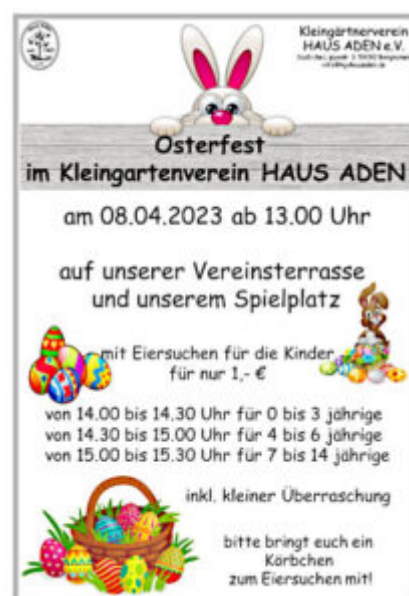 Kleingärtnerverein
HAUS ADEN e.V.
Osterfest
im Kleingartenverein HAUS ADEN
am 08.04.2023 ab 13.00 Uhr
auf unserer Vereinsterrasse
und unserem Spielplatz
mit Eiersuchen für die Kinder
für nur 1,- €
von 14.00 bis 14.30 Uhr für 0 bis 3 jährige
von 14.30 bis 15.00 Uhr für 4 bis 6 jährige
von 15.00 bis 15.30 Uhr für 7 bis 14 jährige
inkl. kleiner Überraschung
bitte bringt euch ein
Körbchen
zum Eiersuchen mit!